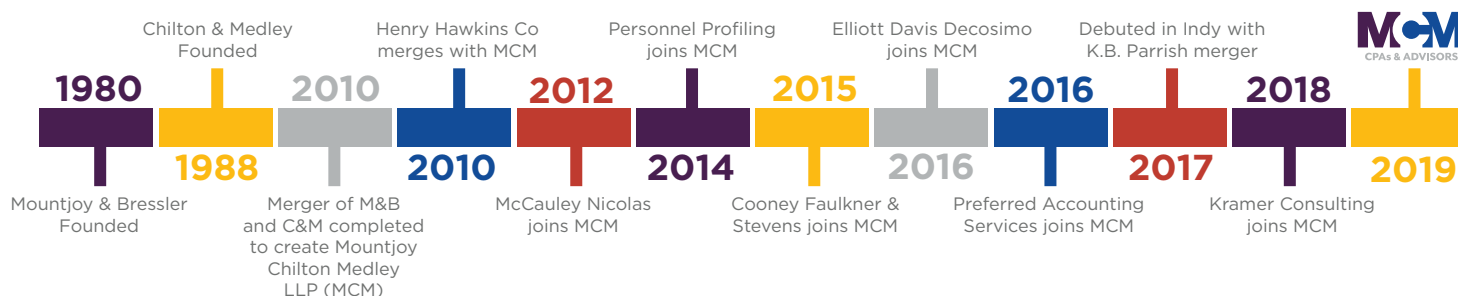 1980
Mountjoy & Bressler
Founded
Chilton & Medley
Founded
1988
2010
Merger of M&B
and C&M completed
to create Mountjoy
Chilton Medley
LLP (MCM)
Henry Hawkins Co
merges with MCM
2010
2012
McCauley Nicolas
joins MCM
Personnel Profiling
joins MCM
2014
2015
Cooney Faulkner &
Stevens joins MCM
Elliott Davis Decosimo
joins MCM
2016
2016
Preferred Accounting
Services joins MCM
Debuted in Indy with
K.B. Parrish merger
2017
2018
Kramer Consulting
joins MCM
MCM
CPAs & ADVISORS
2019